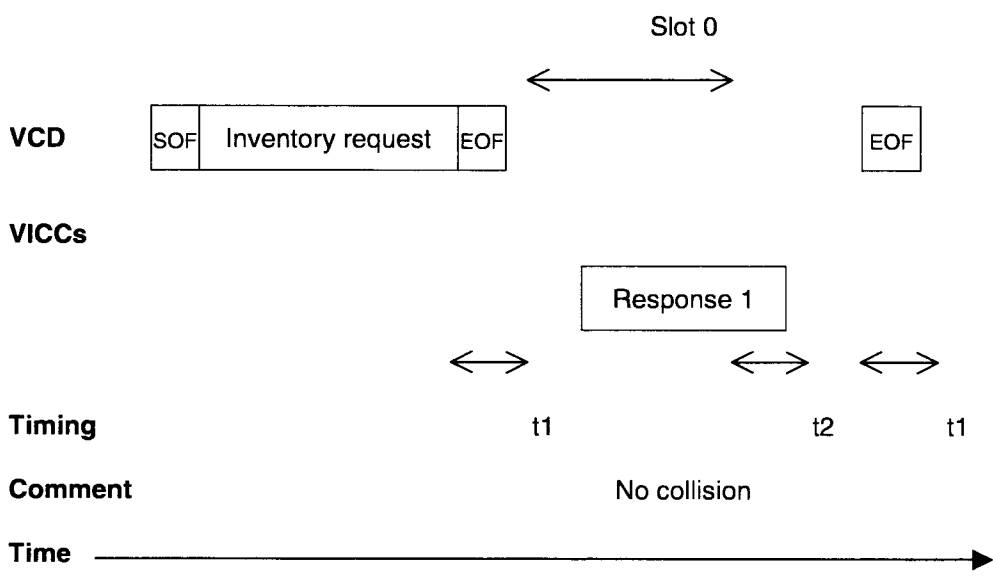 Slot 0
VCD SOF Inventory request EOF EOF
VICCs
Response 1
Timing t1 t2 t1
Comment No collision
Time